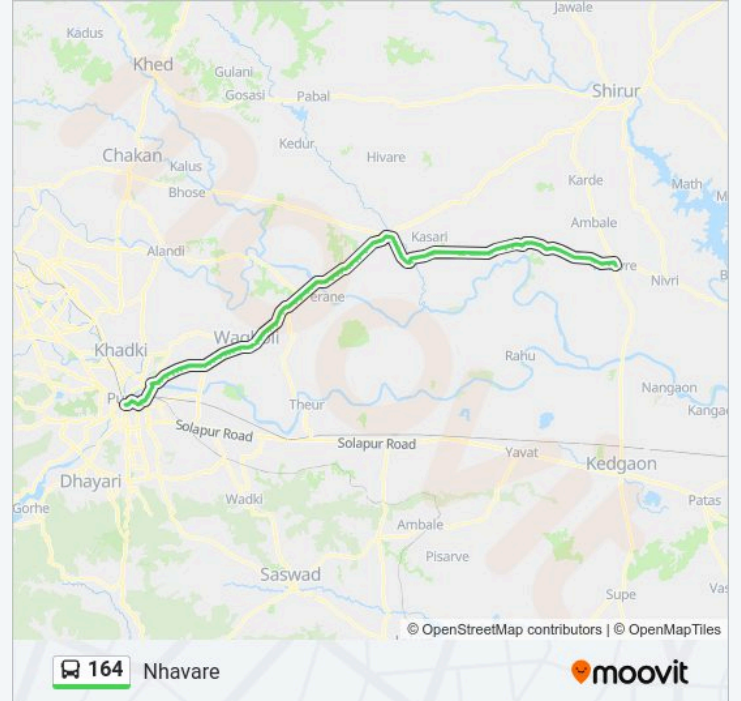 Jawale
Kadus
Khed
Gulani
Gosasi
Pabal
Shirur
Kedur
Chakan
Hivare
Kalus
Karde
Math
Bhose
Ambale
Kasari
Alandi
Nivri
Khadki
Rahu
Nangaon
Theur
Solapur Road
Solapur Road
Yavat
Kedgaon
Dhayari
Wadki
Patas
Gorhe
Ambale
Pisarve
Saswad
Supe
© OpenStreetMap contributors | © OpenMapTiles
164 Nhavare
moovit